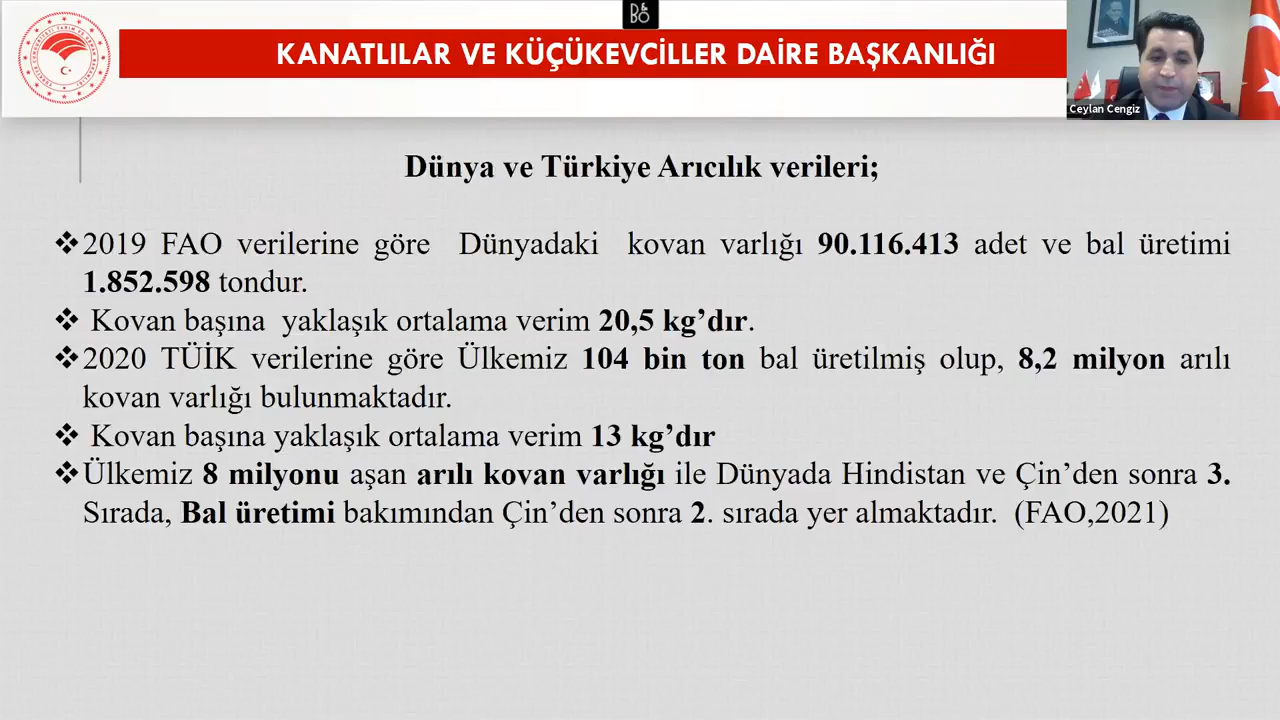 B&O
KANATLILAR VE KÜÇÜKEVCİLLER DAİRE BAŞKANLIĞI
Ceylan Cengiz
Dünya ve Türkiye Arıcılık verileri;
❖2019 FAO verilerine göre Dünyadaki kovan varlığı 90.116.413 adet ve bal üretimi
1.852.598 tondur.
❖ Kovan başına yaklaşık ortalama verim 20,5 kg’dır.
❖2020 TÜİK verilerine göre Ülkemiz 104 bin ton bal üretilmiş olup, 8,2 milyon arılı
kovan varlığı bulunmaktadır.
❖ Kovan başına yaklaşık ortalama verim 13 kg’dır
❖Ülkemiz 8 milyonu aşan arılı kovan varlığı ile Dünyada Hindistan ve Çin’den sonra 3.
Sırada, Bal üretimi bakımından Çin’den sonra 2. sırada yer almaktadır. (FAO,2021)